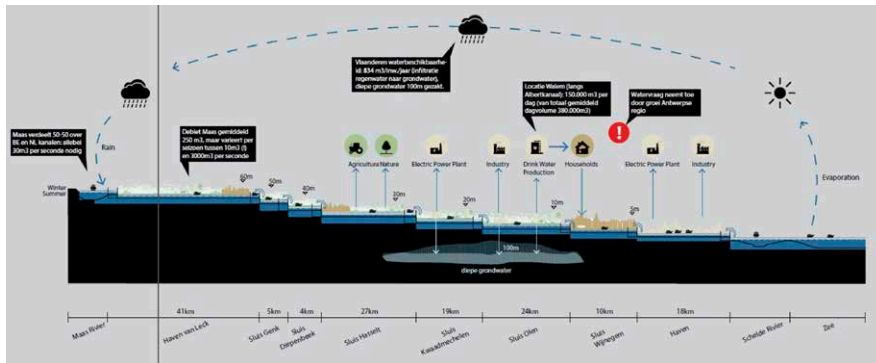 Vlaanderen waterbeschikbaarhe-
id: 834 m3/inw./jaar (infiltratie
regenwater naar grondwater),
diepe grondwater 100m gezakt.
Locatie Walem (langs
Albertkanaal): 150.000 m3 per
dag (van totaal gemiddeld
dagvolume 380.000m3)
Watervraag neemt toe
door groei Antwerpse
regio
Maas verdeelt 50-50 over
BE en NL kanalen: allebei
30m3 per seconde nodig
Rain
Debiet Maas gemiddeld
250 m3, maar varieert per
seizoen tussen 10m3 (!)
en 3000m3 per seconde
Agriculture
Nature
Electric Power Plant
Industry
Drink Water
Production
Households
Electric Power Plant
Industry
Evaporation
Winter
Summer
60m
50m
40m
30m
20m
10m
5m
100m
diepe grondwater
41km
5km
4km
27km
19km
24km
10km
18km
Maas Rivier
Haven van Leck
Sluis Genk
Sluis
Diepenbeek
Sluis Hasselt
Sluis
Kwaadmechelen
Sluis Olen
Sluis
Wijnegem
Haven
Schelde Rivier
Zee